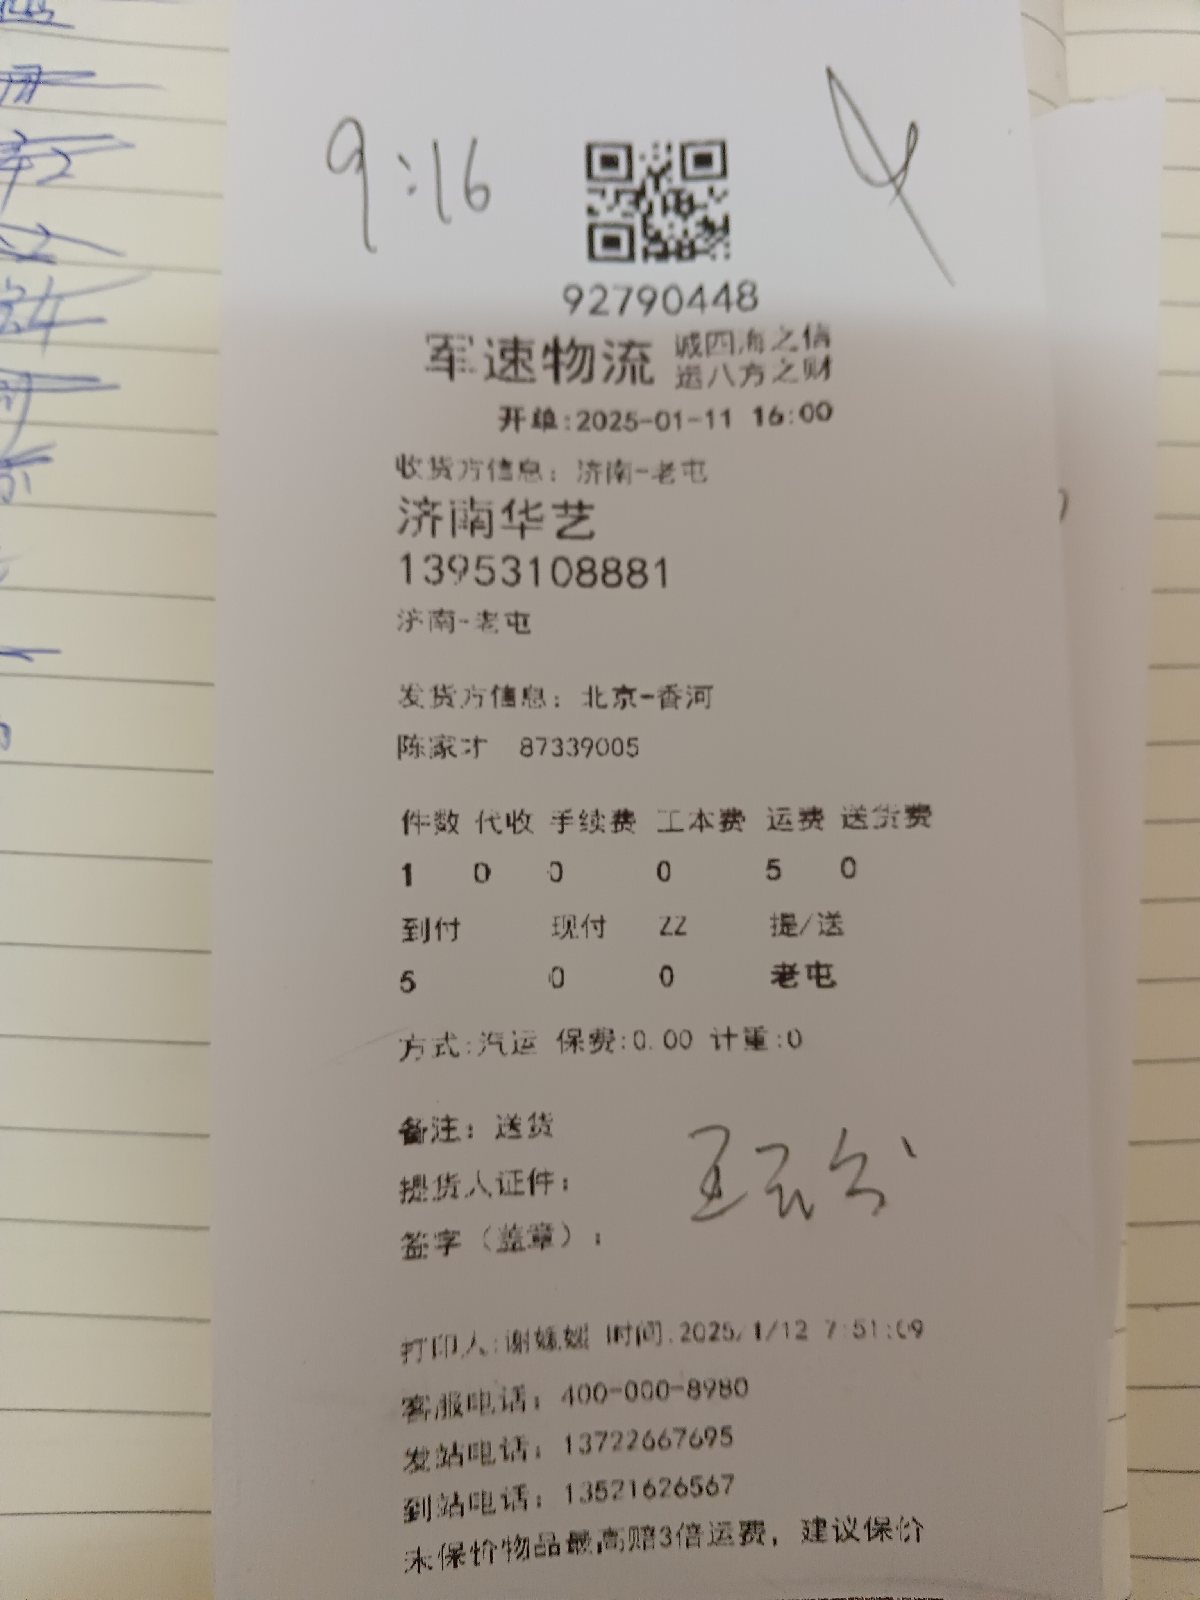 9:16
92790448
军速物流 诚四海之信
运八方之财
开单:2025-01-11 16:00
收货方信息：济南-老屯
济南华艺
13953108881
济南-老屯
发货方信息：北京-香河
陈家才 87339005
件数 代收 手续费 工本费 运费 送货费
1 0 0 0 5 0
到付 现付 ZZ 提/送
5 0 0 老屯
方式:汽运 保费:0.00 计重:0
备注：送货
提货人证件：
签字（盖章）：
打印人:谢 时间:2025/1/12 7:51:09
客服电话：400-000-8980
发站电话：13722667695
到站电话：13521626567
未保价物品最高赔3倍运费，建议保价